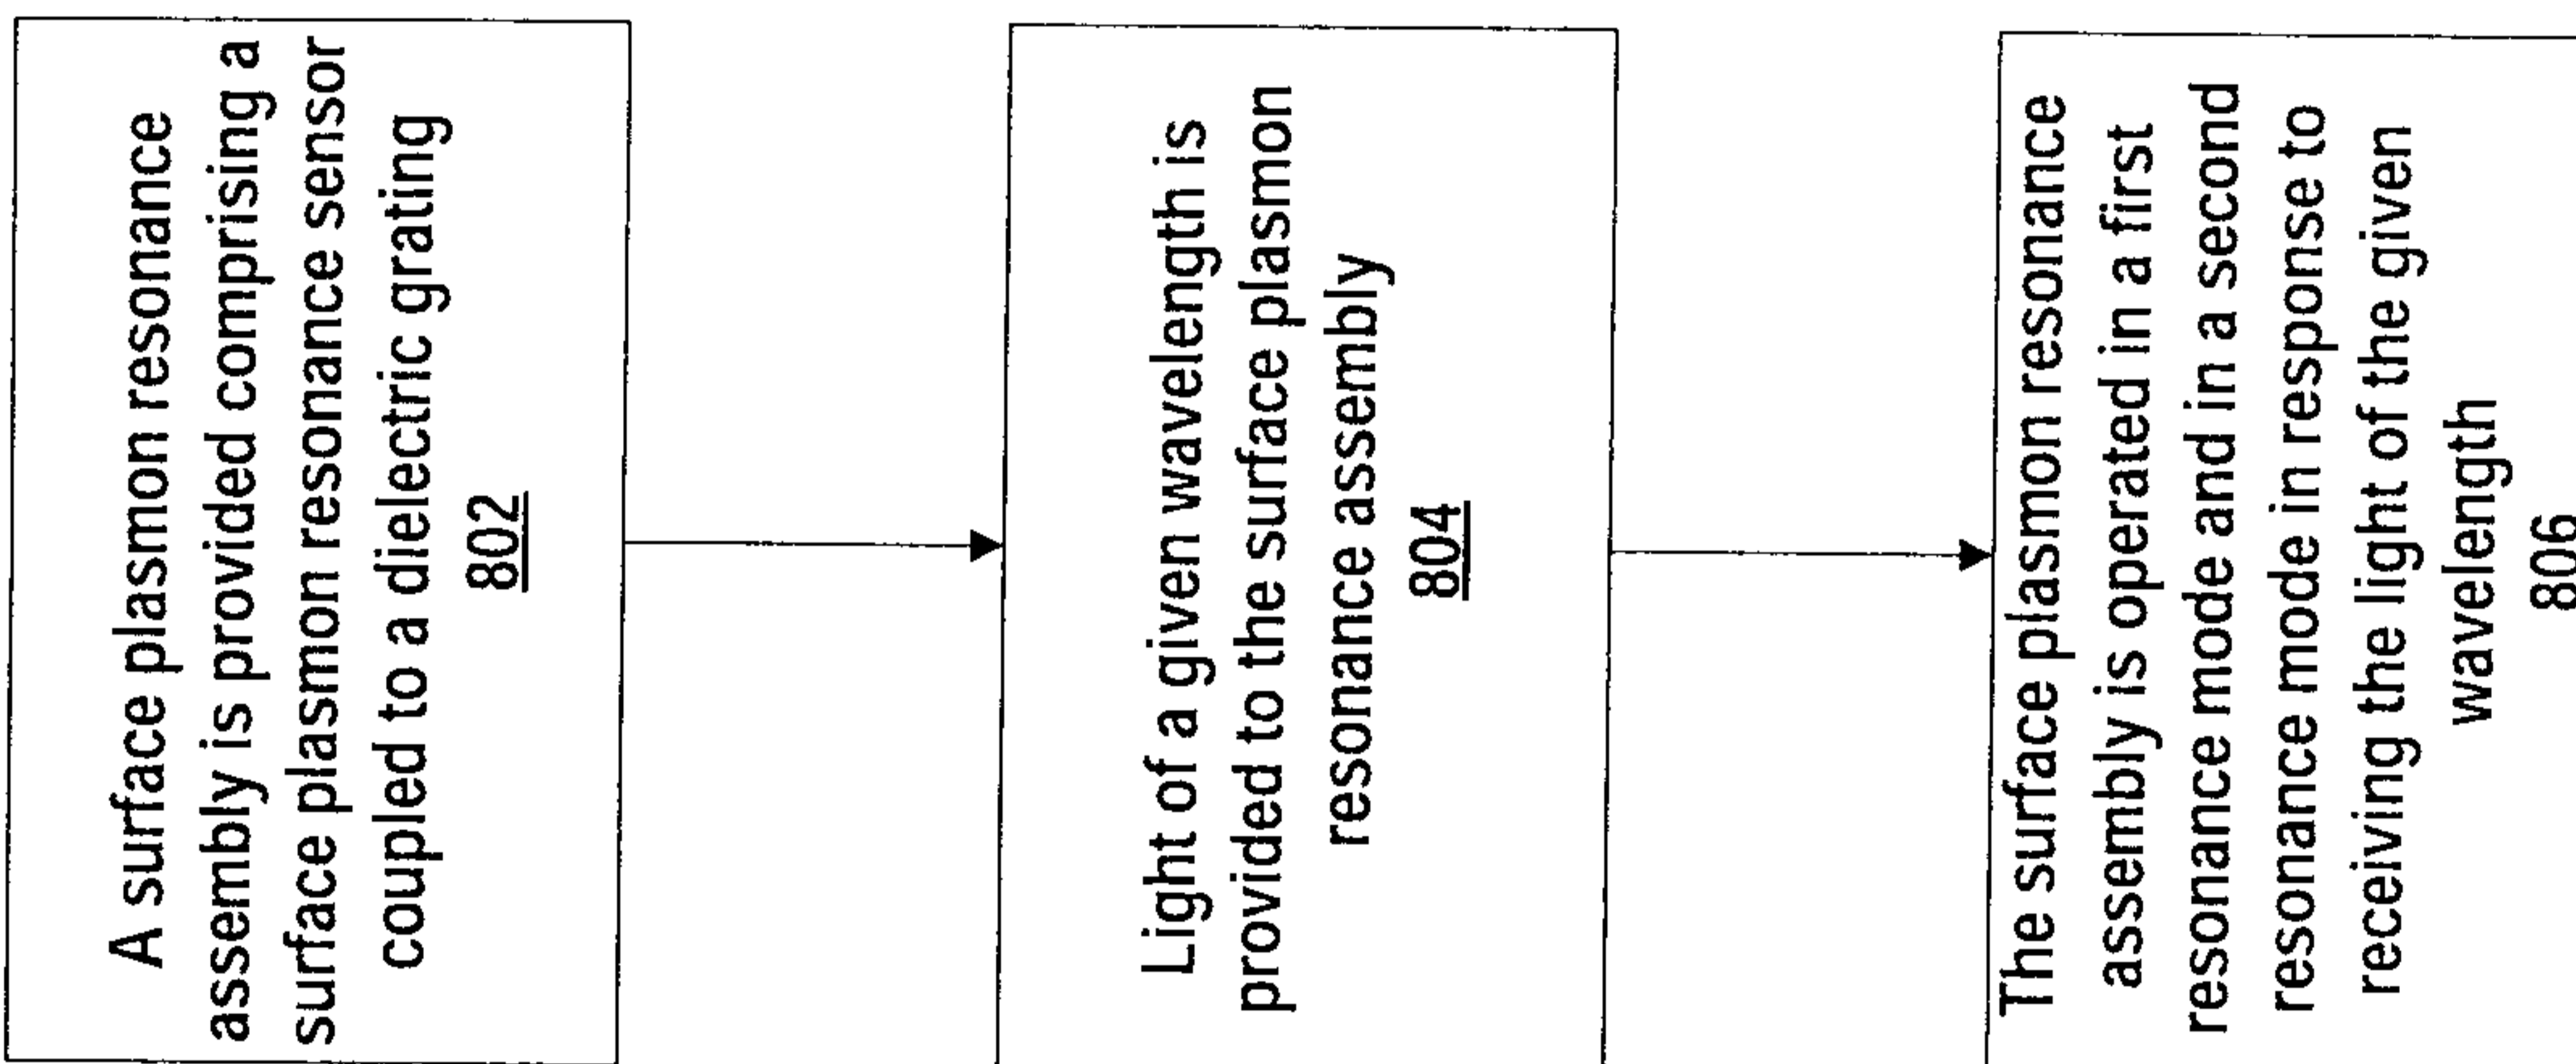 A surface plasmon resonance
assembly is provided comprising a
surface plasmon resonance sensor
coupled to a dielectric grating
802
Light of a given wavelength is
provided to the surface plasmon
resonance assembly
804
The surface plasmon resonance
assembly is operated in a first
resonance mode and in a second
resonance mode in response to
receiving the light of the given
wavelength
806